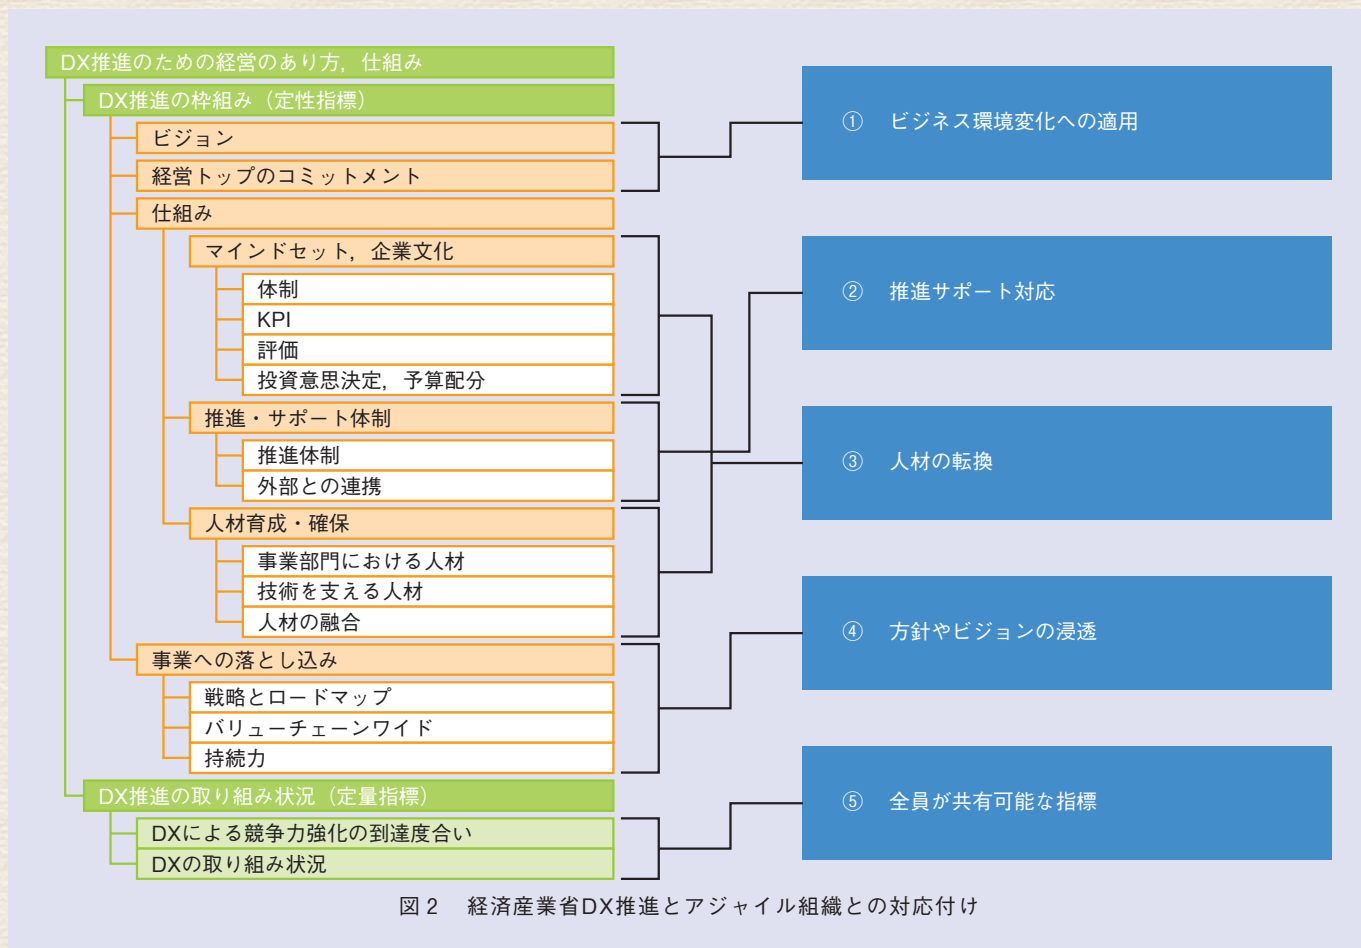 DX推進のための経営のあり方，仕組み
DX推進の枠組み（定性指標）
ビジョン
経営トップのコミットメント
仕組み
マインドセット，企業文化
体制
KPI
評価
投資意思決定，予算配分
推進・サポート体制
推進体制
外部との連携
人材育成・確保
事業部門における人材
技術を支える人材
人材の融合
事業への落とし込み
戦略とロードマップ
バリューチェーンワイド
持続力
DX推進の取り組み状況（定量指標）
DXによる競争力強化の到達度合い
DXの取り組み状況
① ビジネス環境変化への適用
② 推進サポート対応
③ 人材の転換
④ 方針やビジョンの浸透
⑤ 全員が共有可能な指標
図2　経済産業省DX推進とアジャイル組織との対応付け